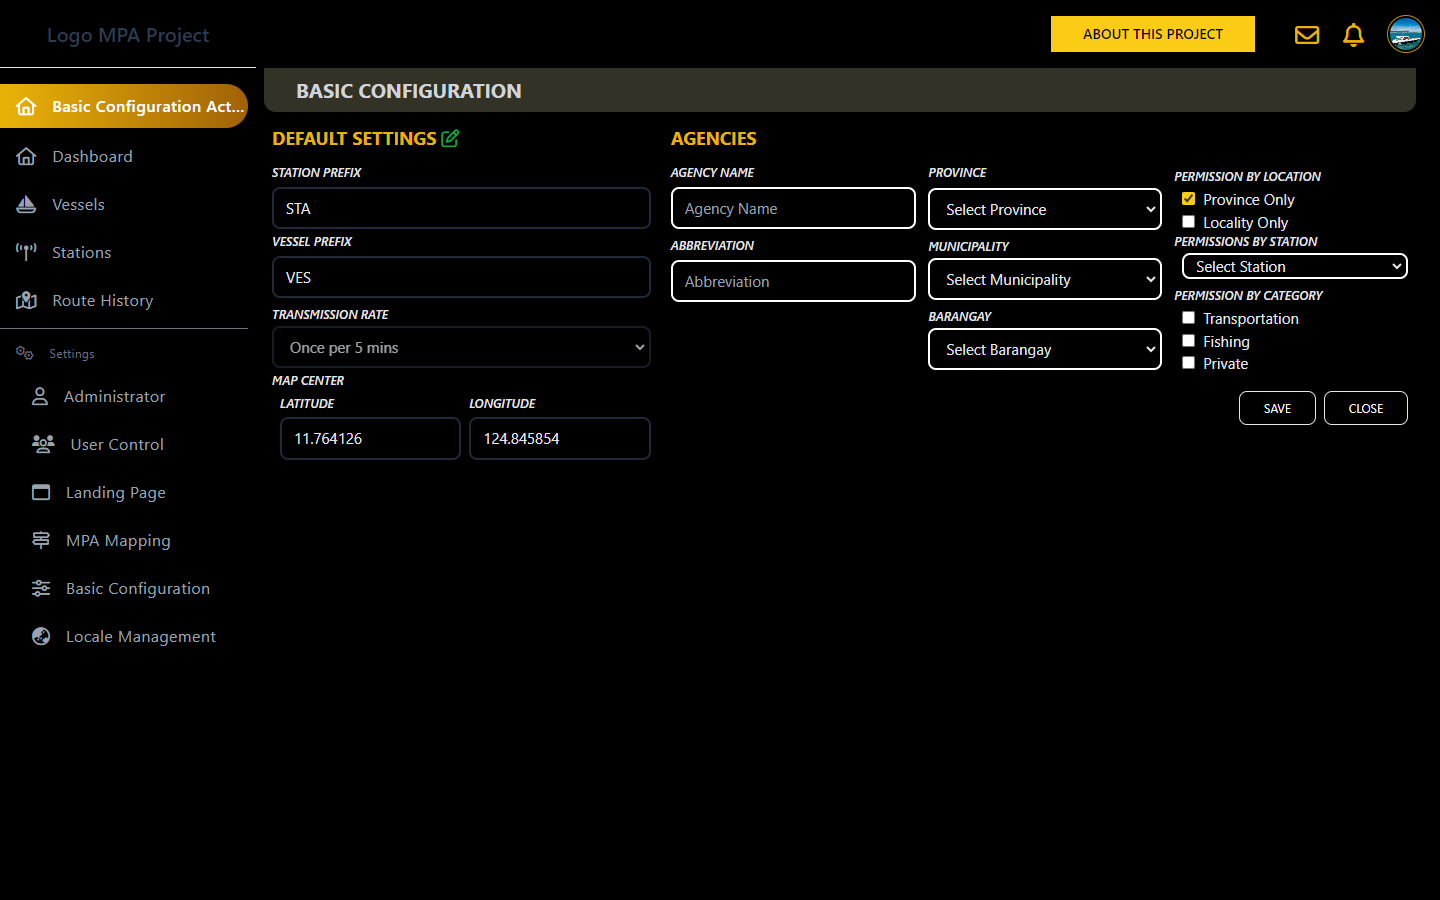 Logo MPA Project
ABOUT THIS PROJECT
Basic Configuration Act...
Dashboard
Vessels
Stations
Route History
Settings
Administrator
User Control
Landing Page
MPA Mapping
Basic Configuration
Locale Management
BASIC CONFIGURATION
DEFAULT SETTINGS
STATION PREFIX
STA
VESSEL PREFIX
VES
TRANSMISSION RATE
Once per 5 mins
MAP CENTER
LATITUDE LONGITUDE
11.764126 124.845854
AGENCIES
AGENCY NAME
Agency Name
ABBREVIATION
Abbreviation
PROVINCE
Select Province
MUNICIPALITY
Select Municipality
BARANGAY
Select Barangay
PERMISSION BY LOCATION
Province Only
Locality Only
PERMISSIONS BY STATION
Select Station
PERMISSION BY CATEGORY
Transportation
Fishing
Private
SAVE CLOSE